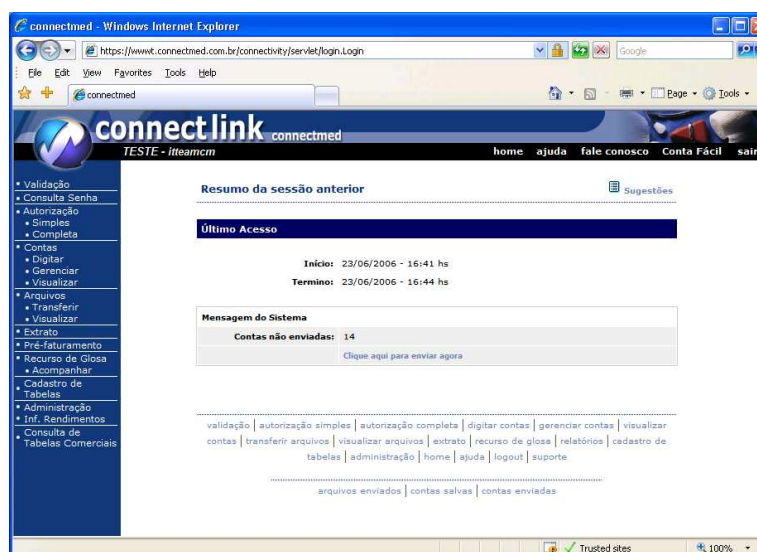 connectmed - Windows Internet Explorer
https://wwwt.connectmed.com.br/connectivity/servlet/login.Login
Google
File Edit View Favorites Tools Help
connectmed
Page Tools
connect link connectmed
TESTE - itteamcm
home ajuda fale conosco Conta Fácil sair
Validação
Consulta Senha
Autorização
Simples
Completa
Contas
Digitar
Gerenciar
Visualizar
Arquivos
Transferir
Visualizar
Extrato
Pré-faturamento
Recurso de Glosa
Acompanhar
Cadastro de
Tabelas
Administração
Inf. Rendimentos
Consulta de
Tabelas Comerciais
Resumo da sessão anterior
Sugestões
Último Acesso
Início: 23/06/2006 - 16:41 hs
Termino: 23/06/2006 - 16:44 hs
Mensagem do Sistema
Contas não enviadas: 14
Clique aqui para enviar agora
validação | autorização simples | autorização completa | digitar contas | gerenciar contas | visualizar
contas | transferir arquivos | visualizar arquivos | extrato | recurso de glosa | relatórios | cadastro de
tabelas | administração | home | ajuda | logout | suporte
arquivos enviados | contas salvas | contas enviadas
Trusted sites
100%